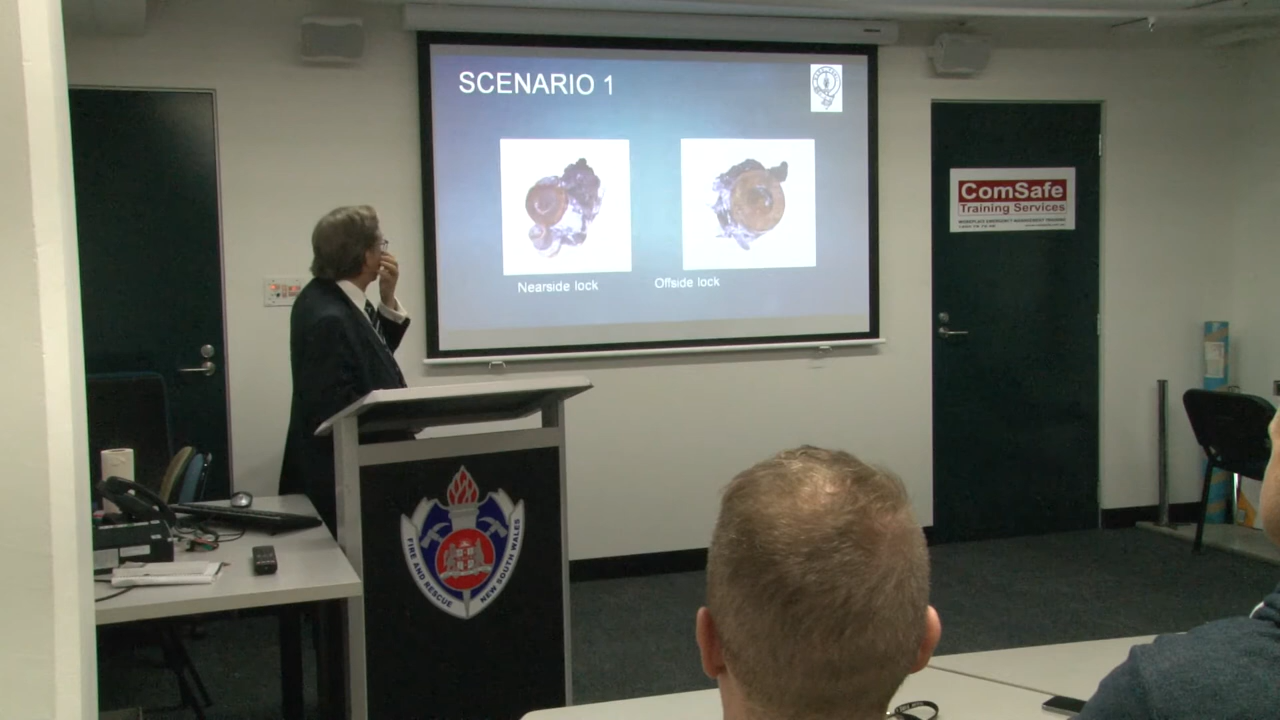 SCENARIO 1
Nearside lock
Offside lock
ComSafe
Training Services
FIRE AND RESCUE
NEW SOUTH WALES